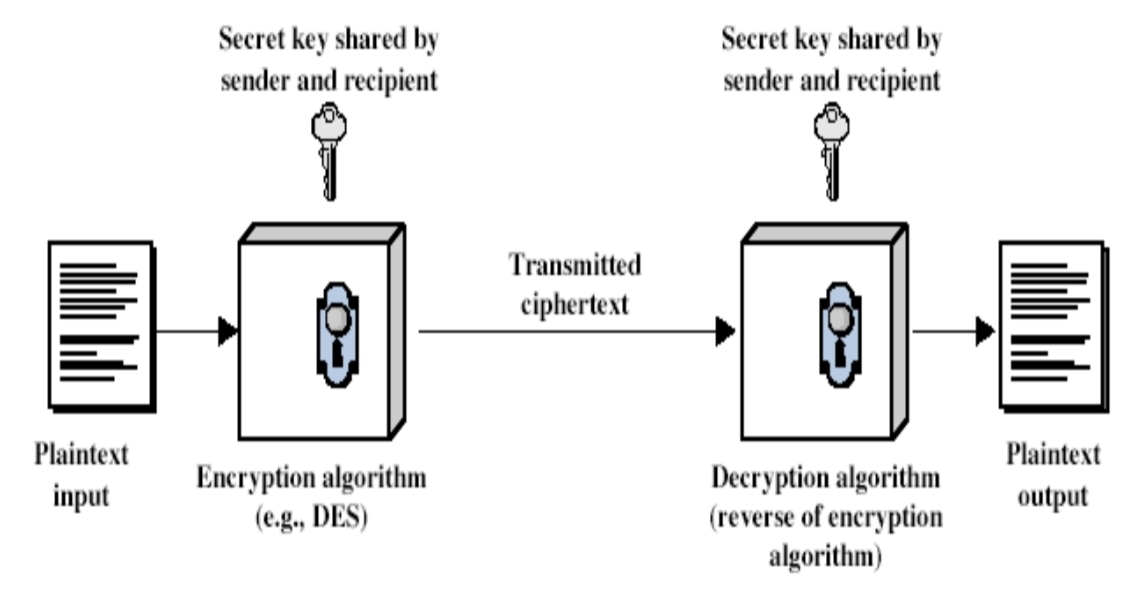 Secret key shared by
sender and recipient
Secret key shared by
sender and recipient
Transmitted
ciphertext
Plaintext
input
Encryption algorithm
(e.g., DES)
Decryption algorithm
(reverse of encryption
algorithm)
Plaintext
output